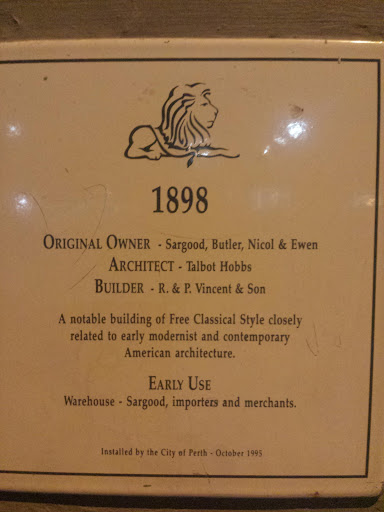 1898
ORIGINAL OWNER - Sargood, Butler, Nicol & Ewen
ARCHITECT - Talbot Hobbs
BUILDER - R. & P. Vincent & Son
A notable building of Free Classical Style closely
related to early modernist and contemporary
American architecture.
EARLY USE
Warehouse - Sargood, importers and merchants.
Installed by the City of Perth - October 1995